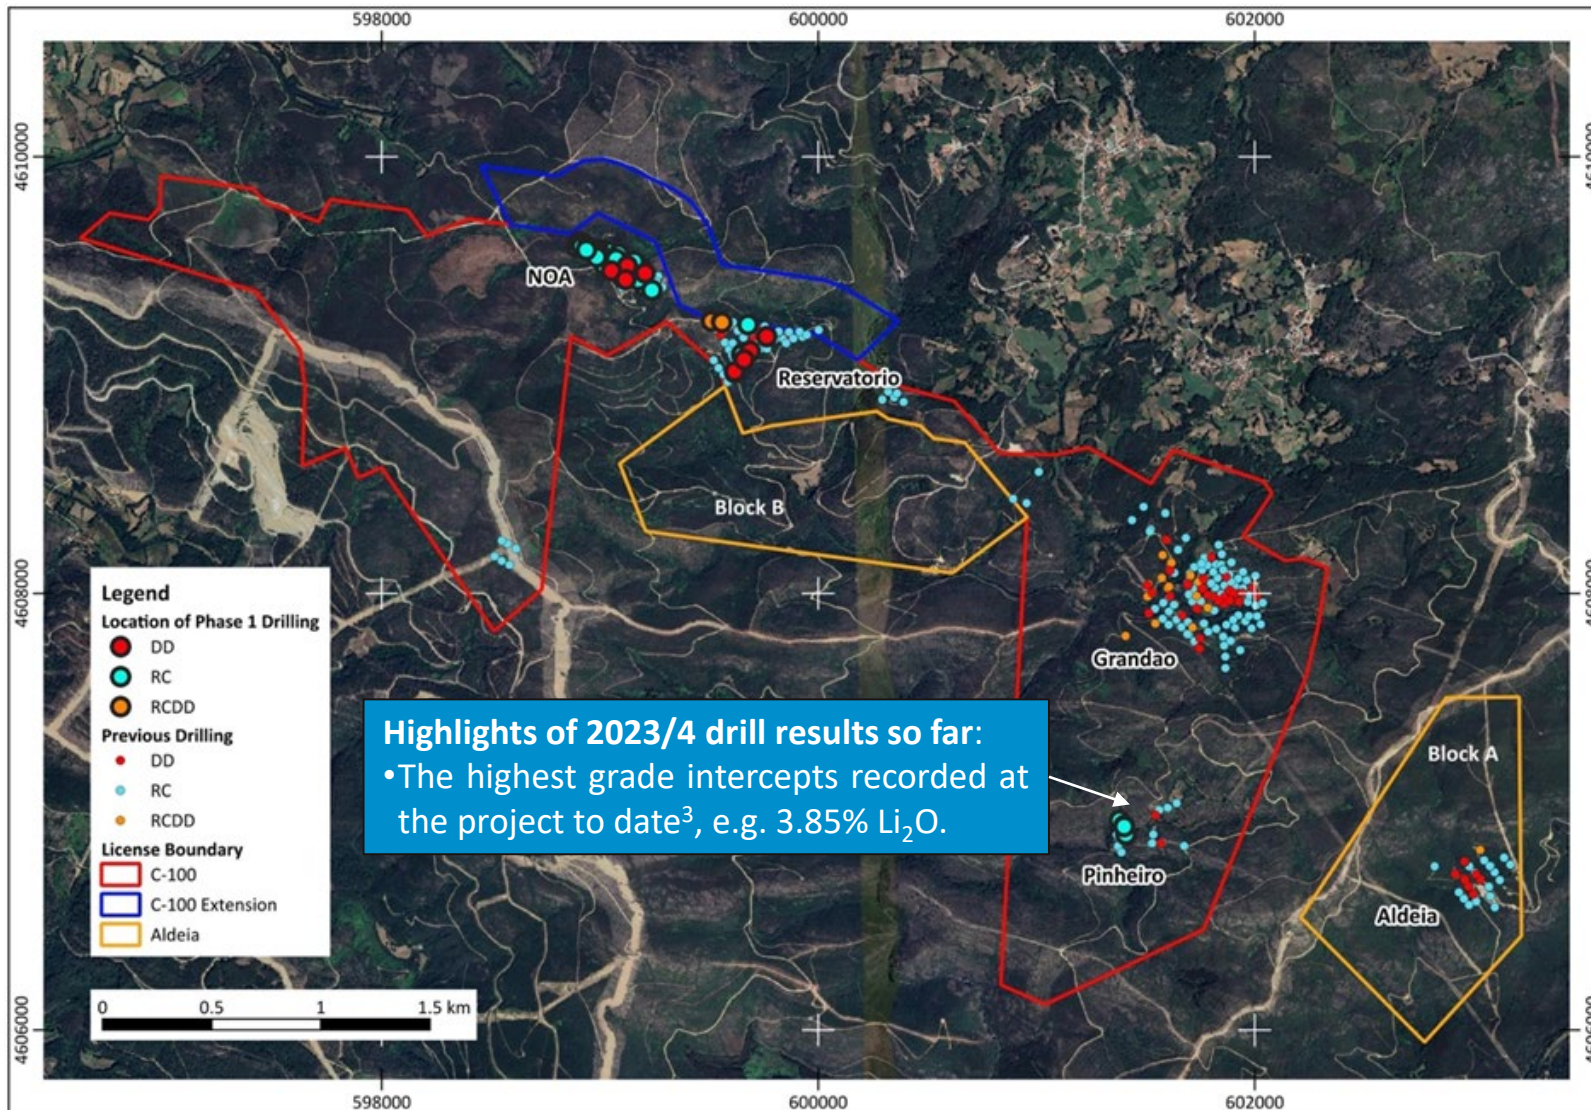 598000
600000
602000
4610000
4610000
NOA
Reservatorio
Block B
4608000
4608000
Grandao
Legend
Location of Phase 1 Drilling
DD
RC
RCDD
Previous Drilling
DD
RC
RCDD
License Boundary
C-100
C-100 Extension
Aldeia
Highlights of 2023/4 drill results so far:
•The highest grade intercepts recorded at
the project to date³, e.g. 3.85% Li₂O.
Block A
Pinheiro
Aldeia
0 0.5 1 1.5 km
4606000
4606000
598000
600000
602000